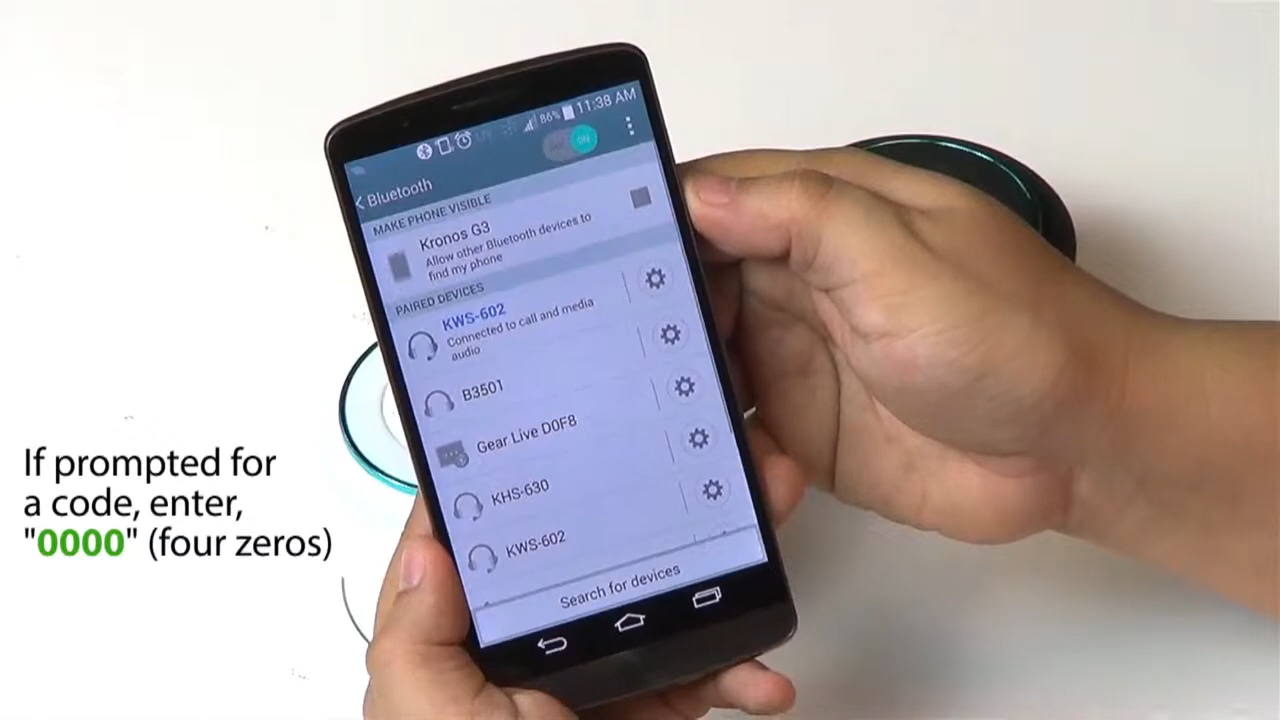 86% 11:38 AM
ON
Bluetooth
MAKE PHONE VISIBLE
Kronos G3
Allow other Bluetooth devices to
find my phone
PAIRED DEVICES
KWS-602
Connected to call and media
audio
B3501
Gear Live D0F8
KHS-630
KWS-602
Search for devices
If prompted for
a code, enter,
"0000" (four zeros)